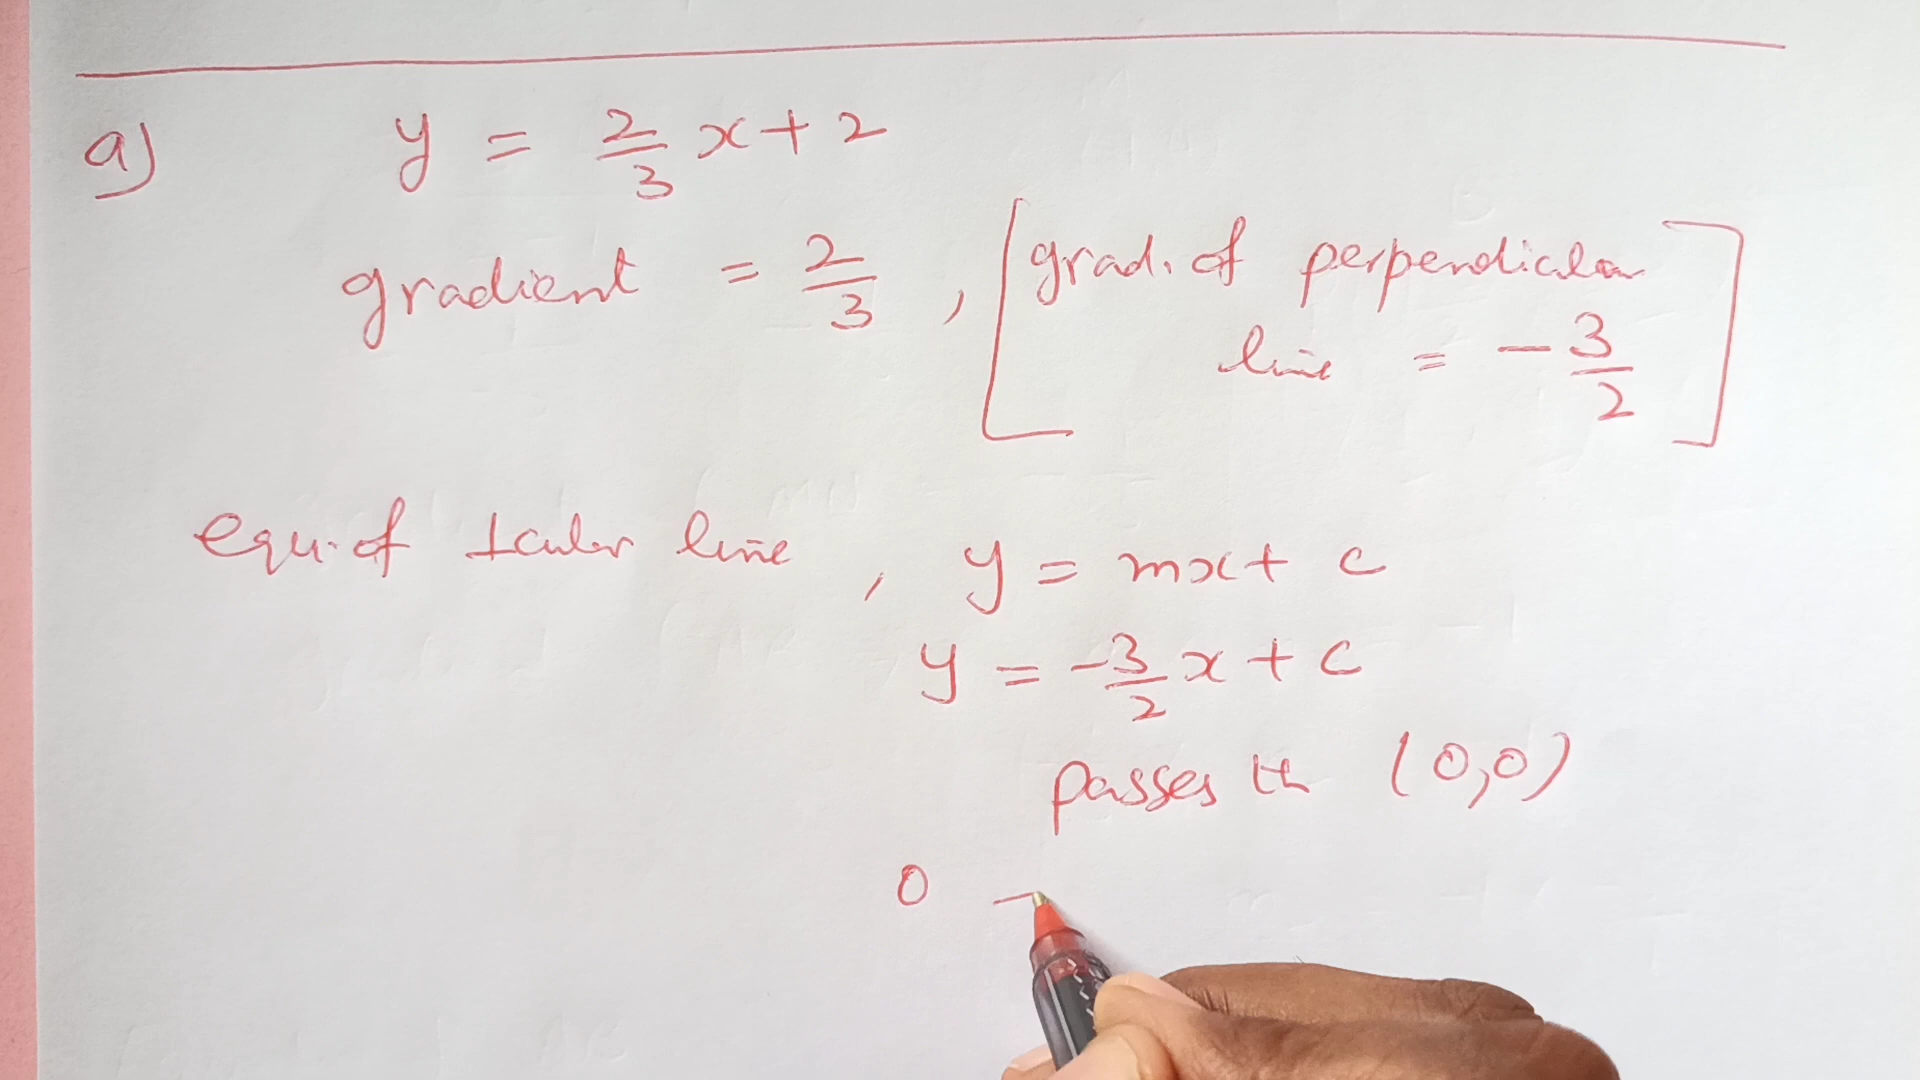 a) y = 2/3 x + 2
gradient = 2/3 , [grad. of perpendicular
line = - 3/2]
equ. of ⊥cular line , y = mx + c
y = -3/2 x + c
passes th (0,0)
0